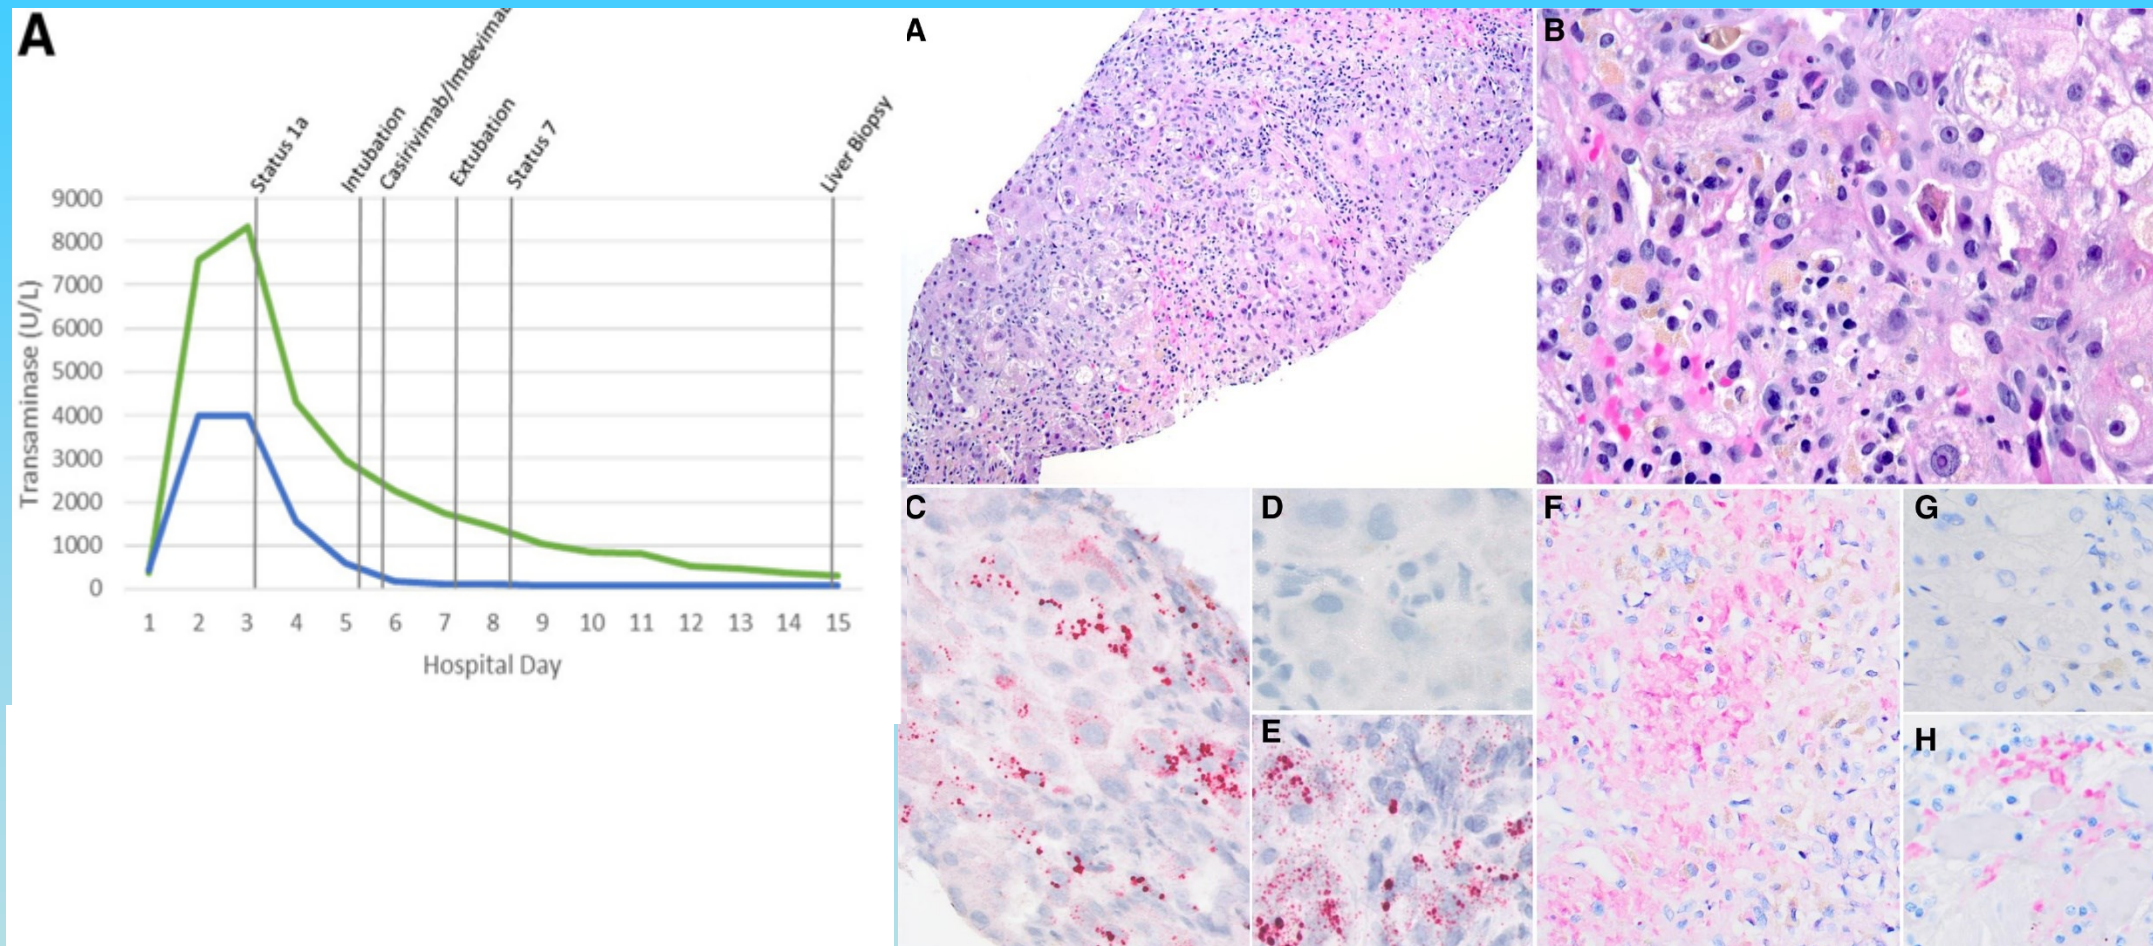 A
Status 1a
Intubation
Casirivimab/Imdevimab
Extubation
Status 7
Liver Biopsy
Transaminase (U/L)
9000
8000
7000
6000
5000
4000
3000
2000
1000
0
1 2 3 4 5 6 7 8 9 10 11 12 13 14 15
Hospital Day
A
B
C
D
E
F
G
H